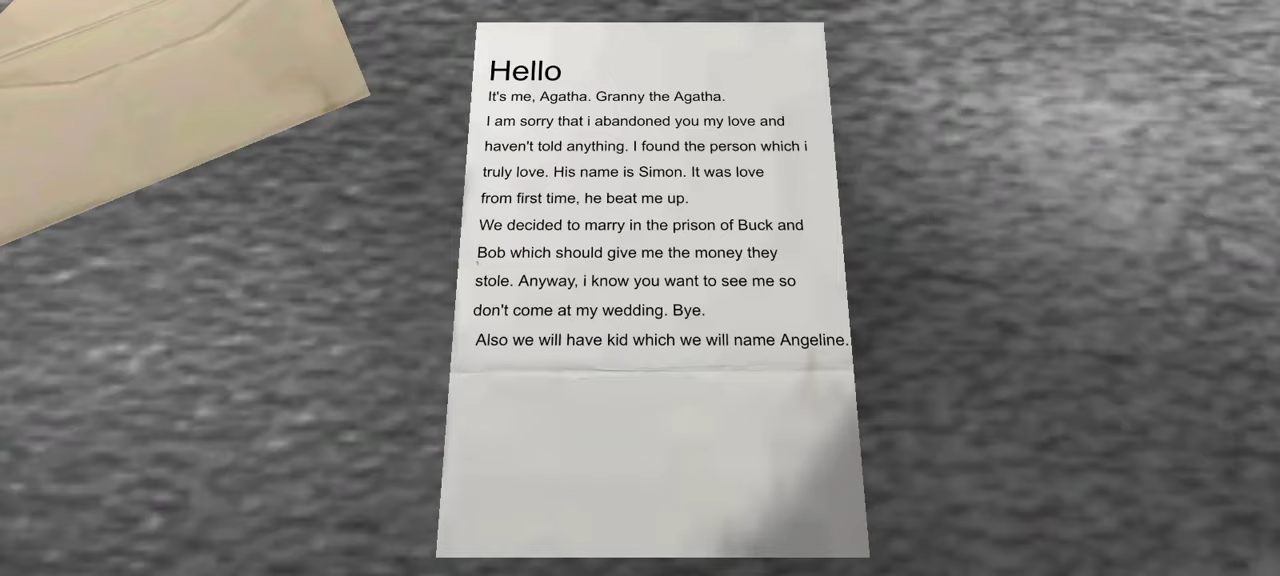 Hello
It's me, Agatha. Granny the Agatha.
I am sorry that i abandoned you my love and
haven't told anything. I found the person which i
truly love. His name is Simon. It was love
from first time, he beat me up.
We decided to marry in the prison of Buck and
Bob which should give me the money they
stole. Anyway, i know you want to see me so
don't come at my wedding. Bye.
Also we will have kid which we will name Angeline.